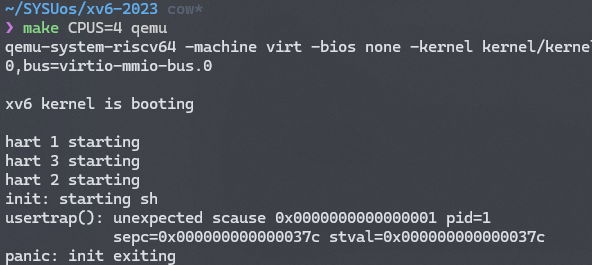 ~/SYSUos/xv6-2023 cow*
❯ make CPUS=4 qemu
qemu-system-riscv64 -machine virt -bios none -kernel kernel/kerne
0,bus=virtio-mmio-bus.0
xv6 kernel is booting
hart 1 starting
hart 3 starting
hart 2 starting
init: starting sh
usertrap(): unexpected scause 0x0000000000000001 pid=1
sepc=0x000000000000037c stval=0x000000000000037c
panic: init exiting